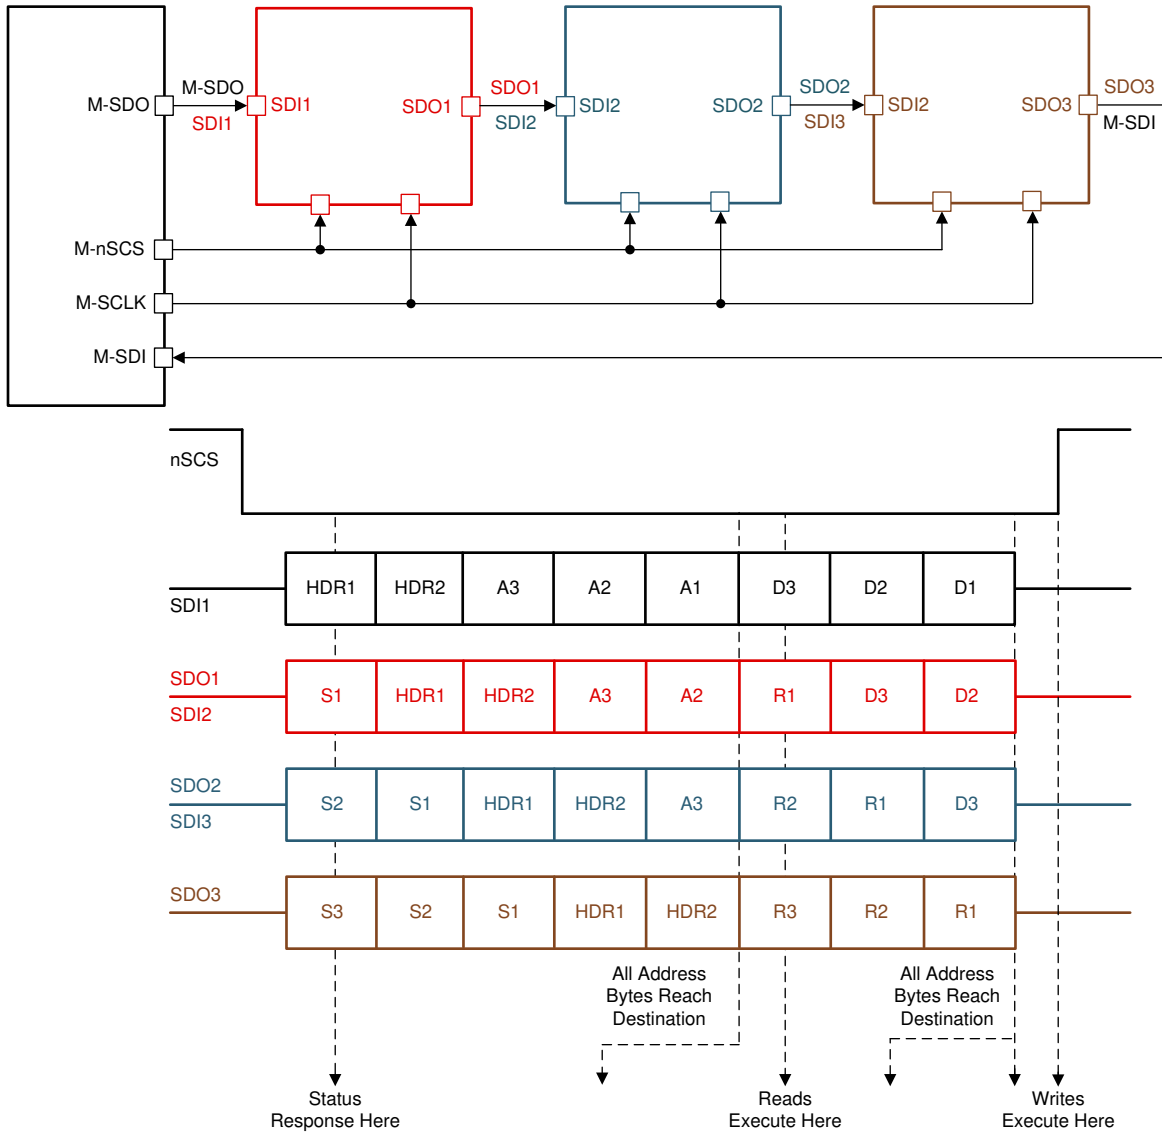 M-SDO
M-SDO
SDI1
SDI1
SDO1
SDO1
SDI2
SDI2
SDO2
SDO2
SDI3
SDI2
SDO3
SDO3
M-SDI
M-nSCS
M-SCLK
M-SDI
nSCS
SDI1
HDR1 HDR2 A3 A2 A1 D3 D2 D1
SDO1
SDI2
S1 HDR1 HDR2 A3 A2 R1 D3 D2
SDO2
SDI3
S2 S1 HDR1 HDR2 A3 R2 R1 D3
SDO3
S3 S2 S1 HDR1 HDR2 R3 R2 R1
All Address
Bytes Reach
Destination
All Address
Bytes Reach
Destination
Status
Response Here
Reads
Execute Here
Writes
Execute Here